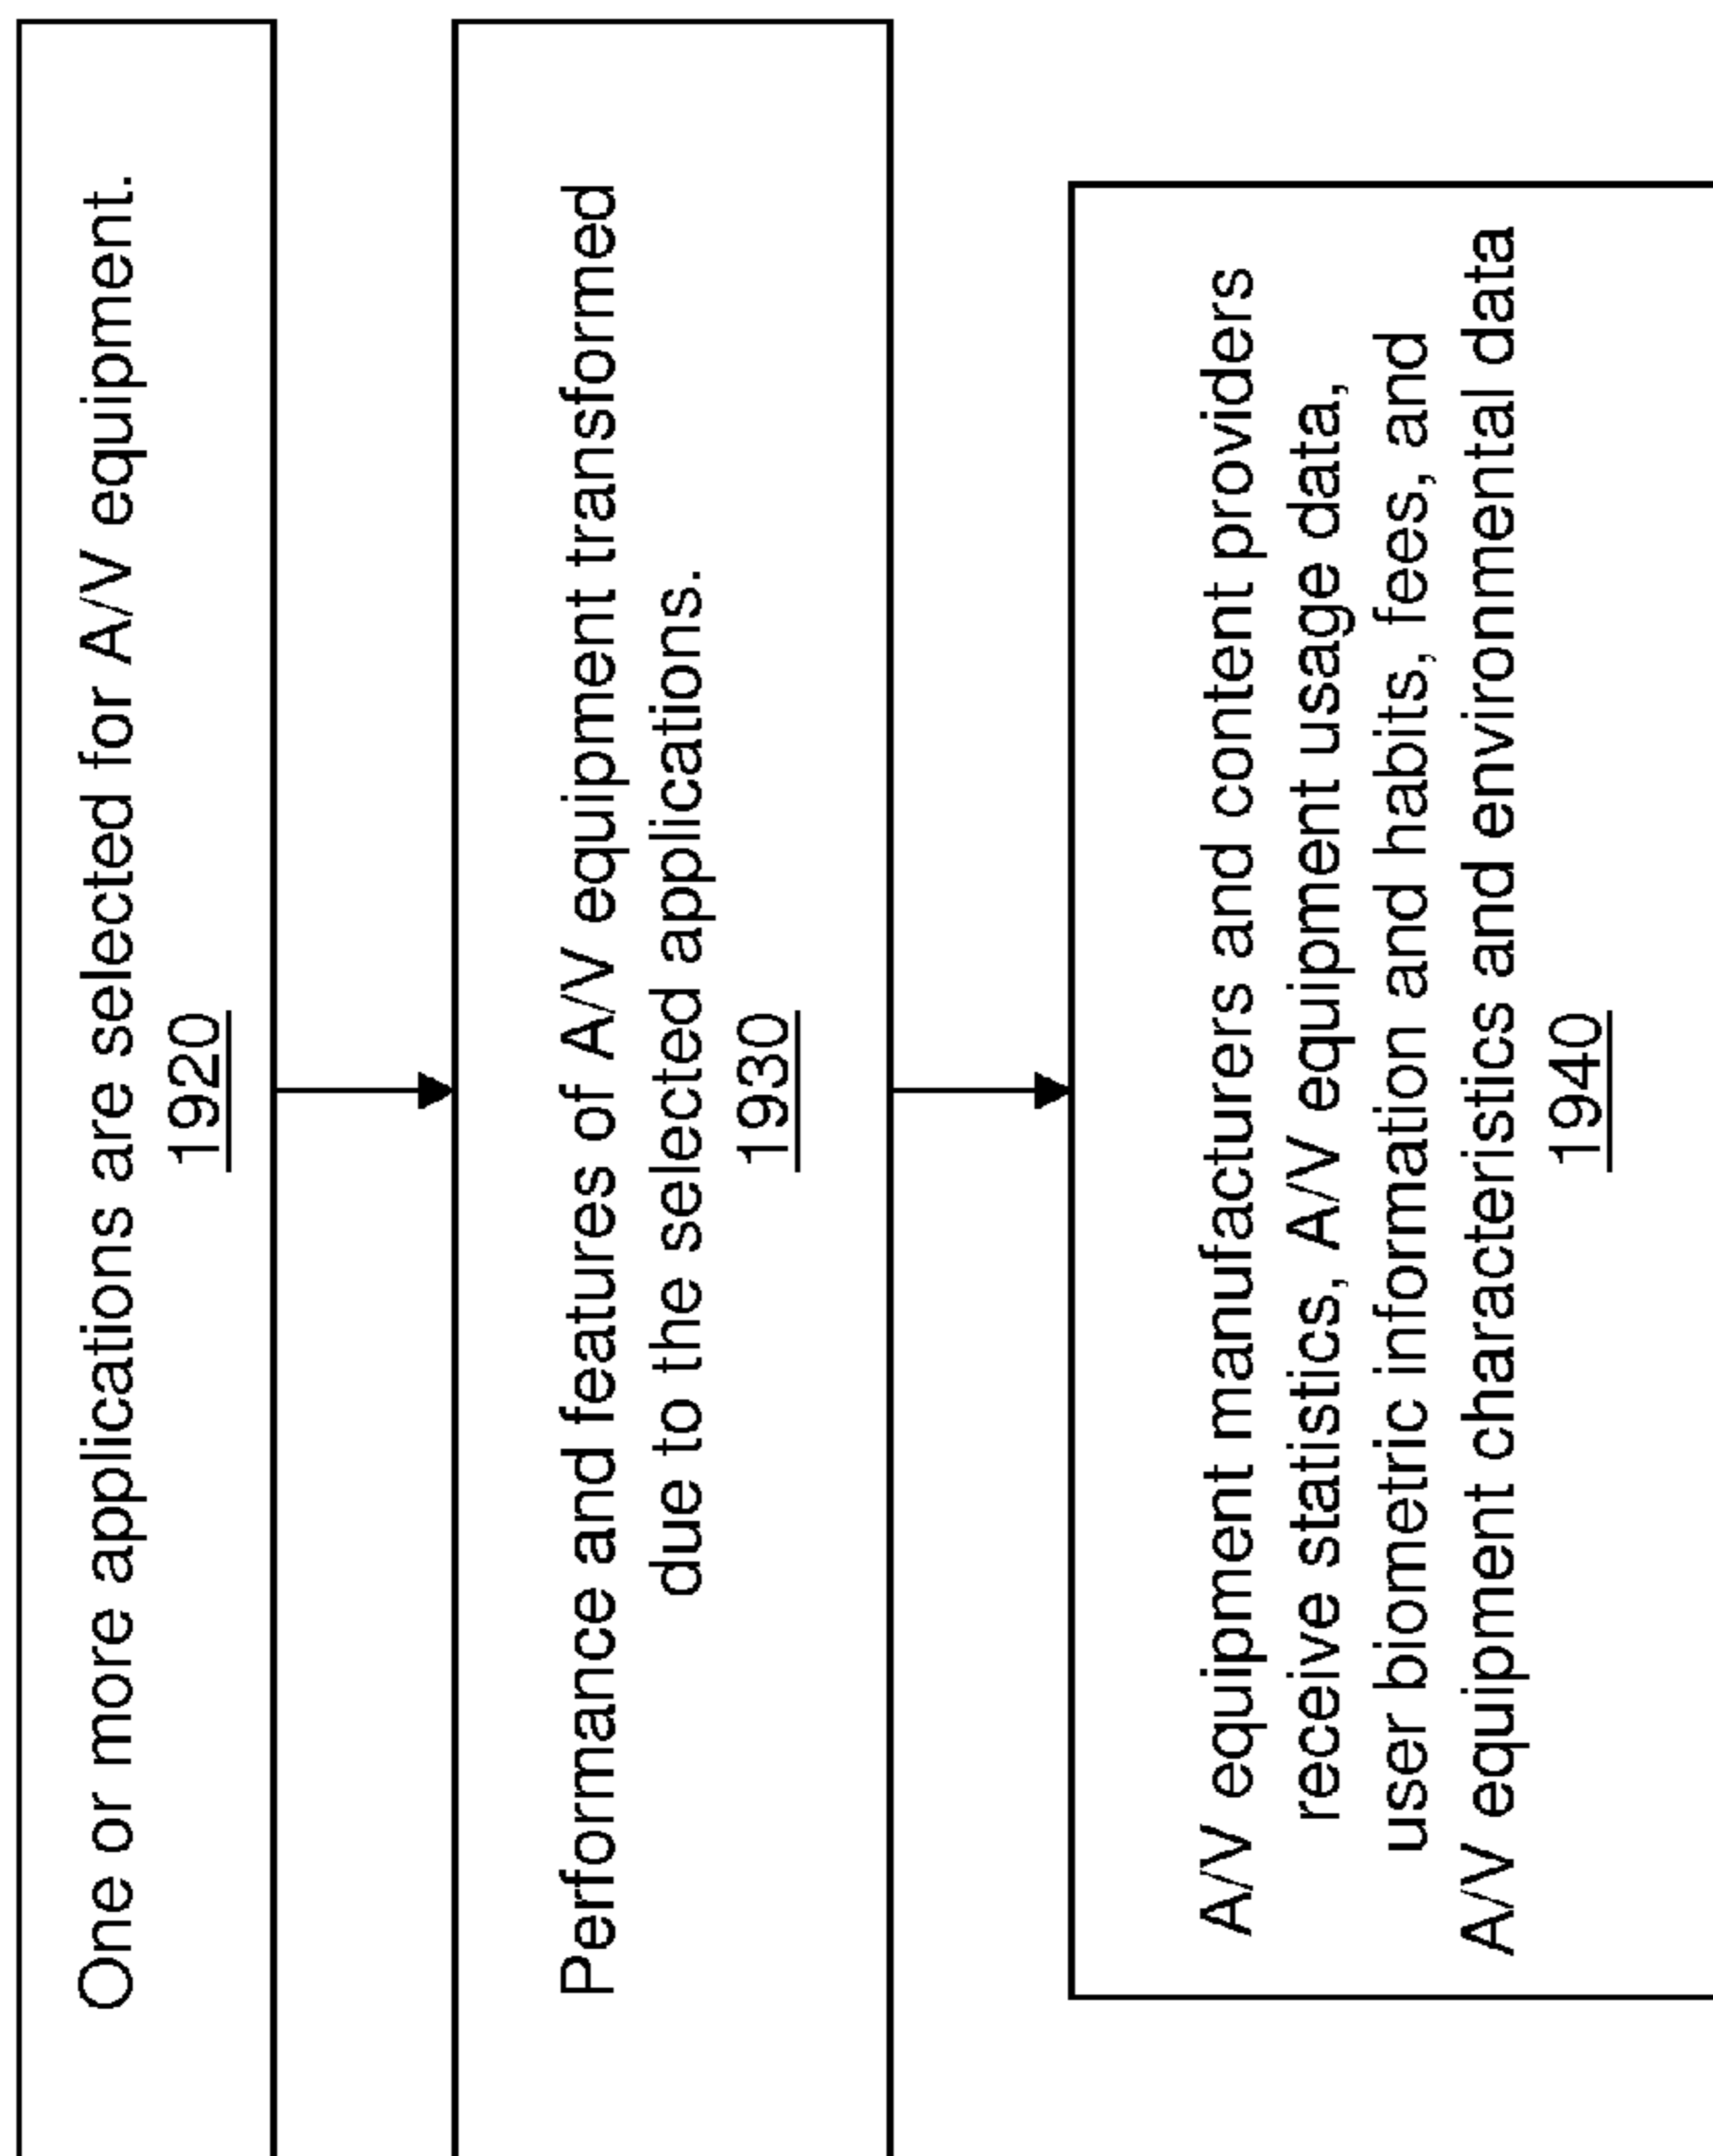 One or more applications are selected for A/V equipment.
1920
Performance and features of A/V equipment transformed
due to the selected applications.
1930
A/V equipment manufacturers and content providers
receive statistics, A/V equipment usage data,
user biometric information and habits, fees, and
A/V equipment characteristics and environmental data
1940